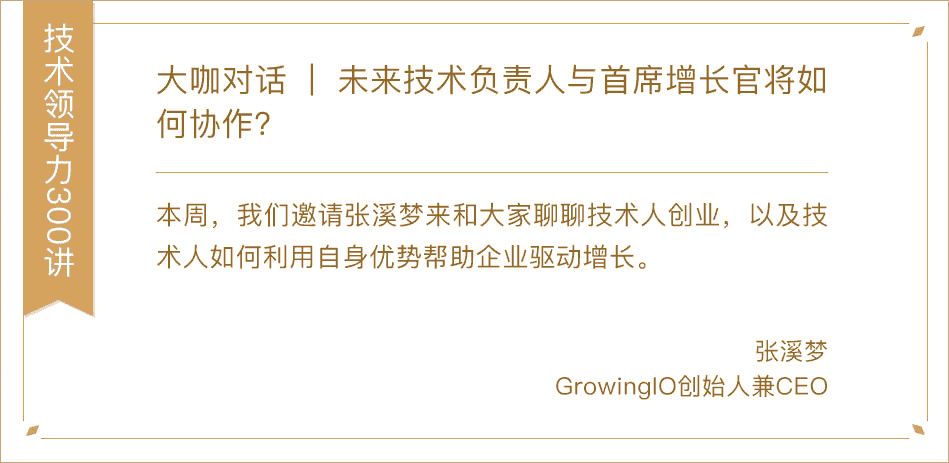 技术领导力300讲
大咖对话 | 未来技术负责人与首席增长官将如
何协作？
本周，我们邀请张溪梦来和大家聊聊技术人创业，以及技
术人如何利用自身优势帮助企业驱动增长。
张溪梦
GrowingIO创始人兼CEO